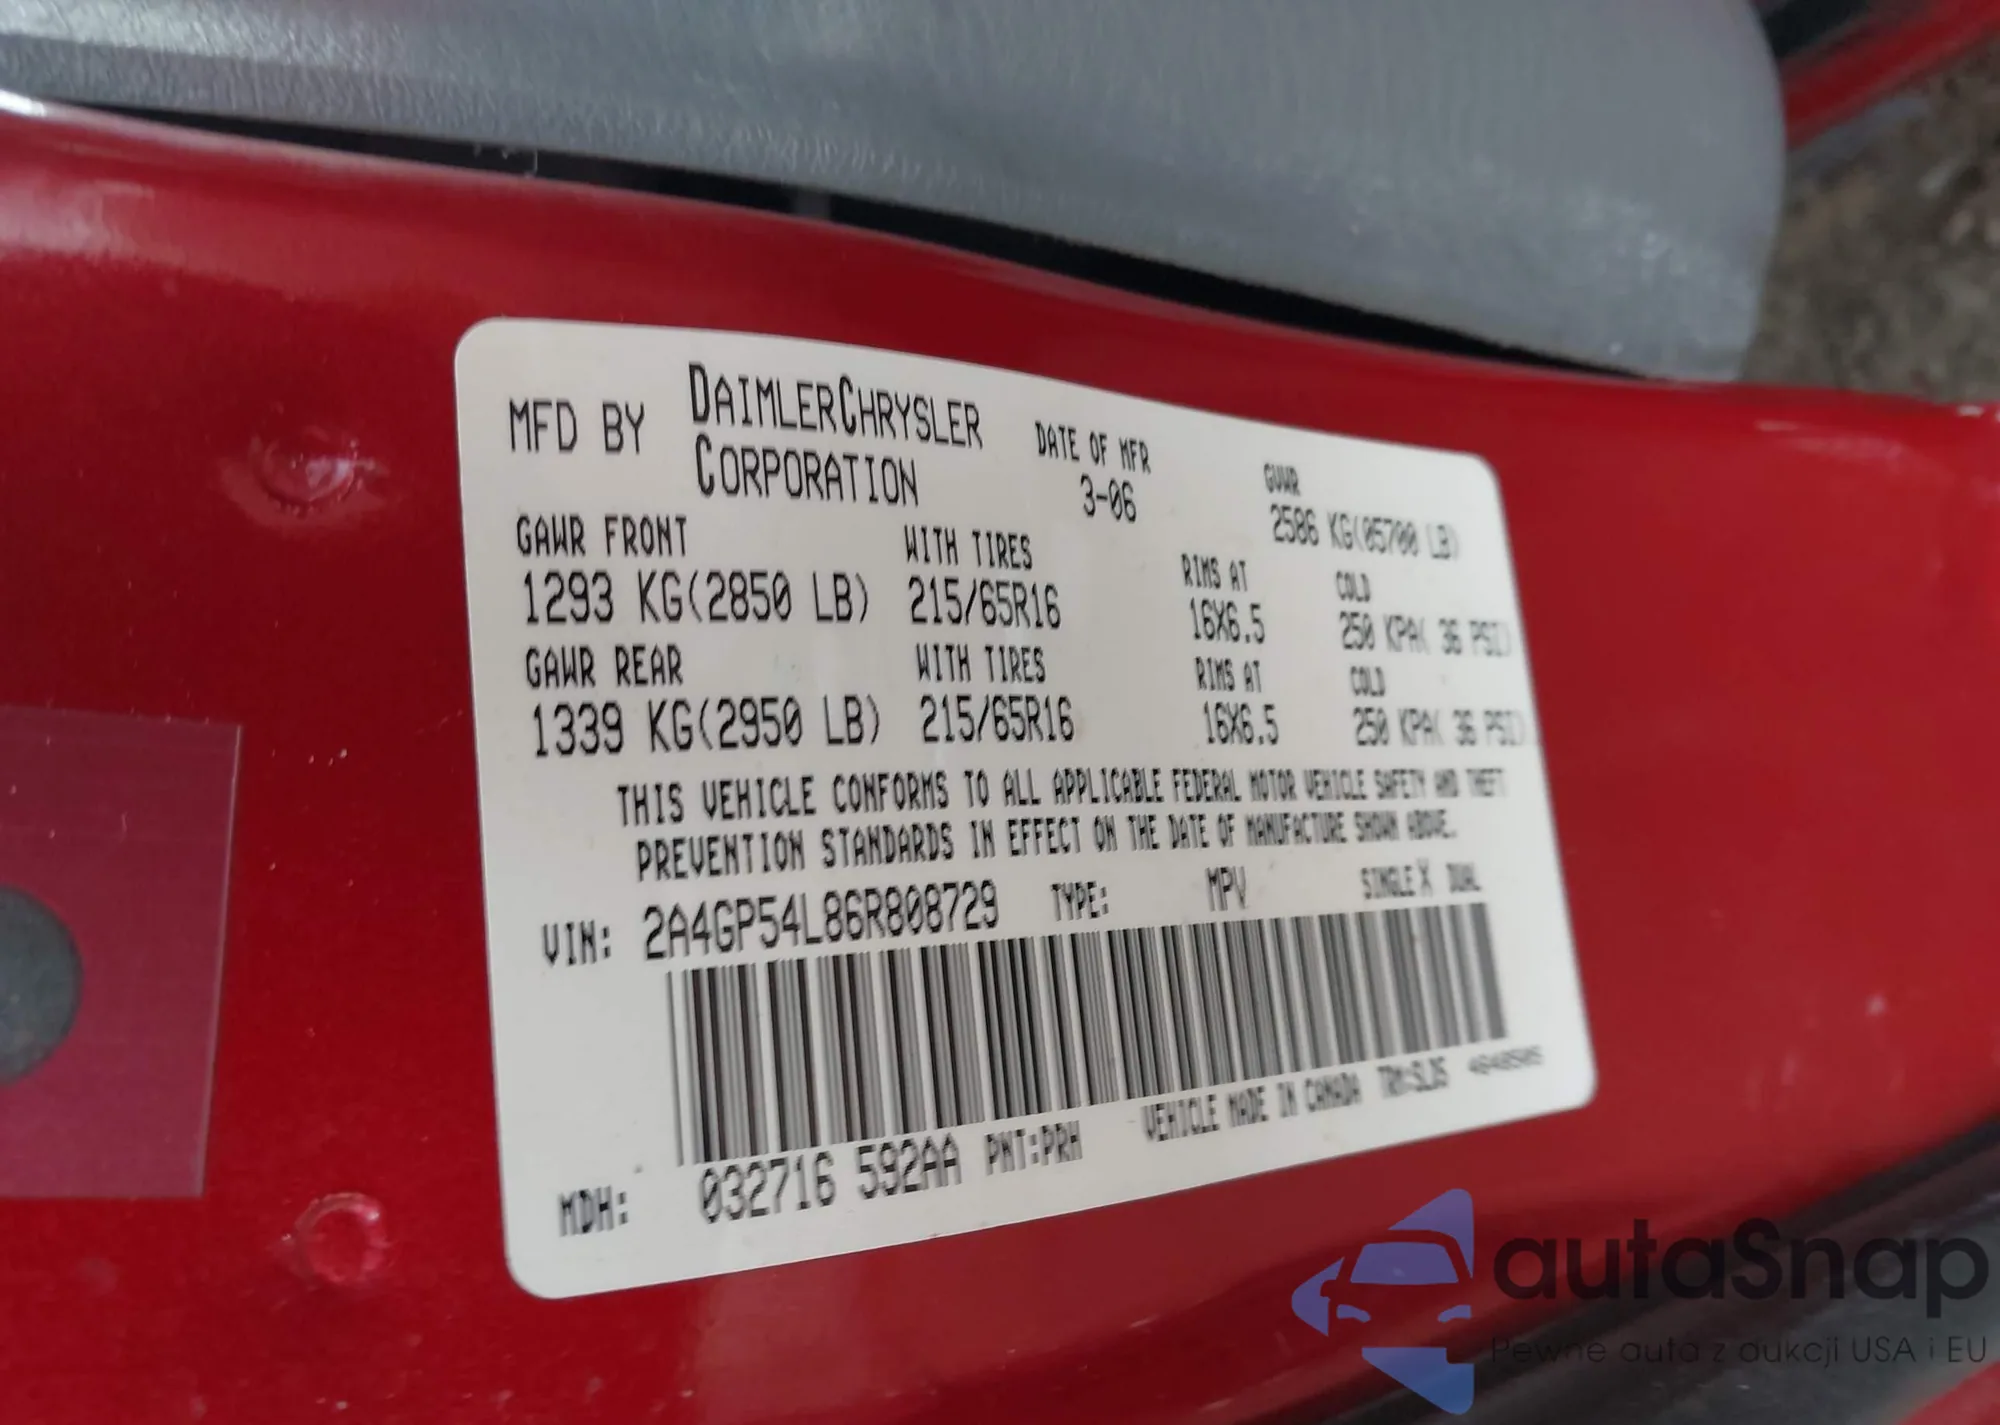 MFD BY DAIMLERCHRYSLER CORPORATION DATE OF MFR 3-06 GVWR 2586 KG(05700 LB)
GAWR FRONT WITH TIRES RIMS AT COLD
1293 KG(2850 LB) 215/65R16 16X6.5 250 KPA( 36 PSI)
GAWR REAR WITH TIRES RIMS AT COLD
1339 KG(2950 LB) 215/65R16 16X6.5 250 KPA( 36 PSI)
THIS VEHICLE CONFORMS TO ALL APPLICABLE FEDERAL MOTOR VEHICLE SAFETY AND THEFT
PREVENTION STANDARDS IN EFFECT ON THE DATE OF MANUFACTURE SHOWN ABOVE.
VIN: 2A4GP54L86R808729 TYPE: MPV SINGLE X DUAL
MDH: 032716 592AA PNT:PRH VEHICLE MADE IN CANADA TRM:SLD5 4648505
autaSnap
Pewne auta z aukcji USA i EU